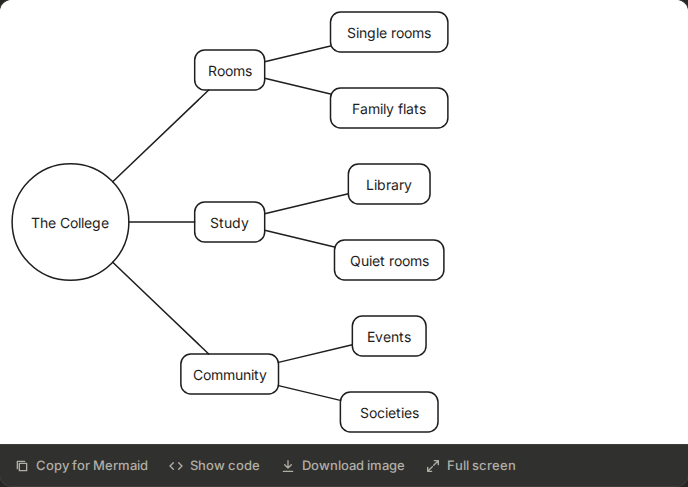 Single rooms
Rooms
Family flats
Library
The College
Study
Quiet rooms
Events
Community
Societies
Copy for Mermaid
Show code
Download image
Full screen